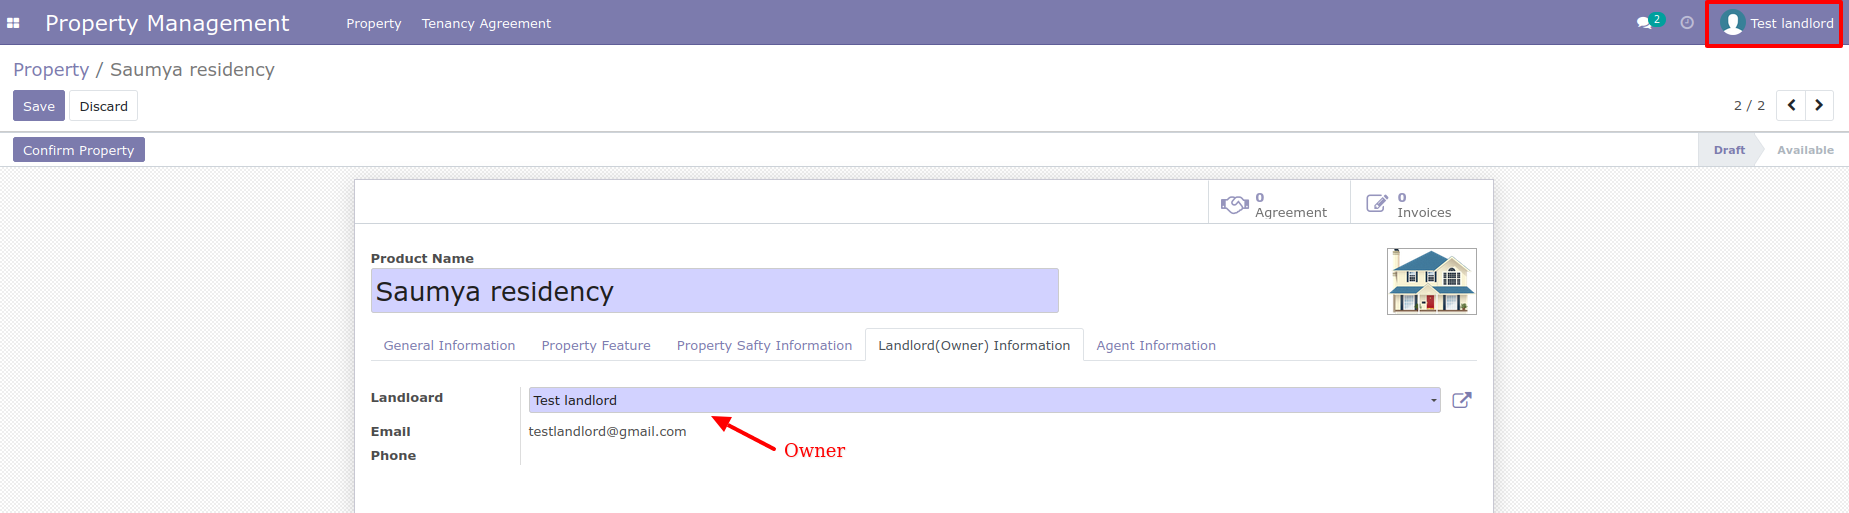 Property Management Property Tenancy Agreement 2 Test landlord
Property / Saumya residency
Save Discard 2 / 2
Confirm Property Draft Available
0
Agreement
0
Invoices
Product Name
Saumya residency
General Information Property Feature Property Safty Information Landlord(Owner) Information Agent Information
Landloard Test landlord
Email testlandlord@gmail.com
Owner
Phone